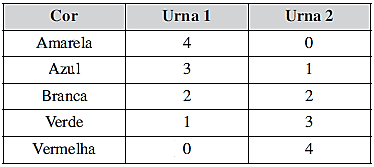 Cor Urna 1 Urna 2
Amarela 4 0
Azul 3 1
Branca 2 2
Verde 1 3
Vermelha 0 4